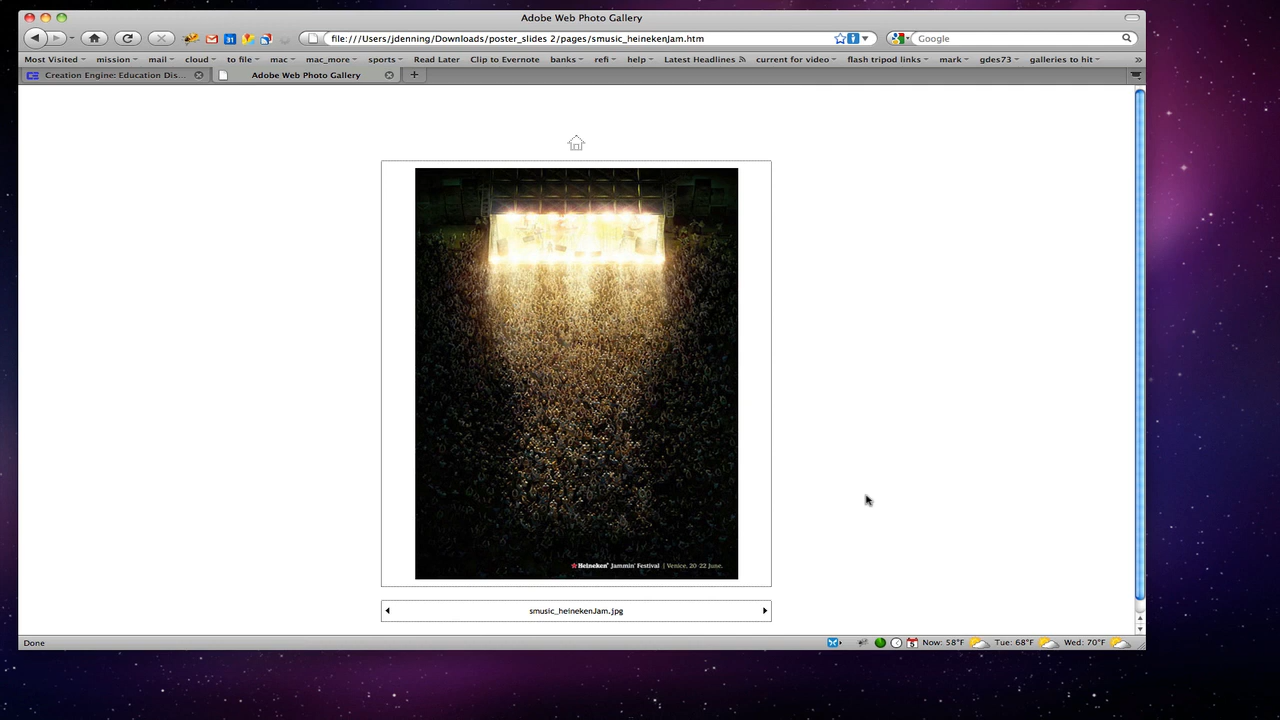 Adobe Web Photo Gallery
file:///Users/jdenning/Downloads/poster_slides 2/pages/smusic_heinekenJam.htm
Google
Most Visited mission mail cloud to file mac mac_more sports Read Later Clip to Evernote banks refi help Latest Headlines current for video flash tripod links mark gdes73 galleries to hit »
Creation Engine: Education Dis... Adobe Web Photo Gallery
Heineken Jammin' Festival | Venice, 20-22 June.
smusic_heinekenJam.jpg
Done
Now: 58°F Tue: 68°F Wed: 70°F